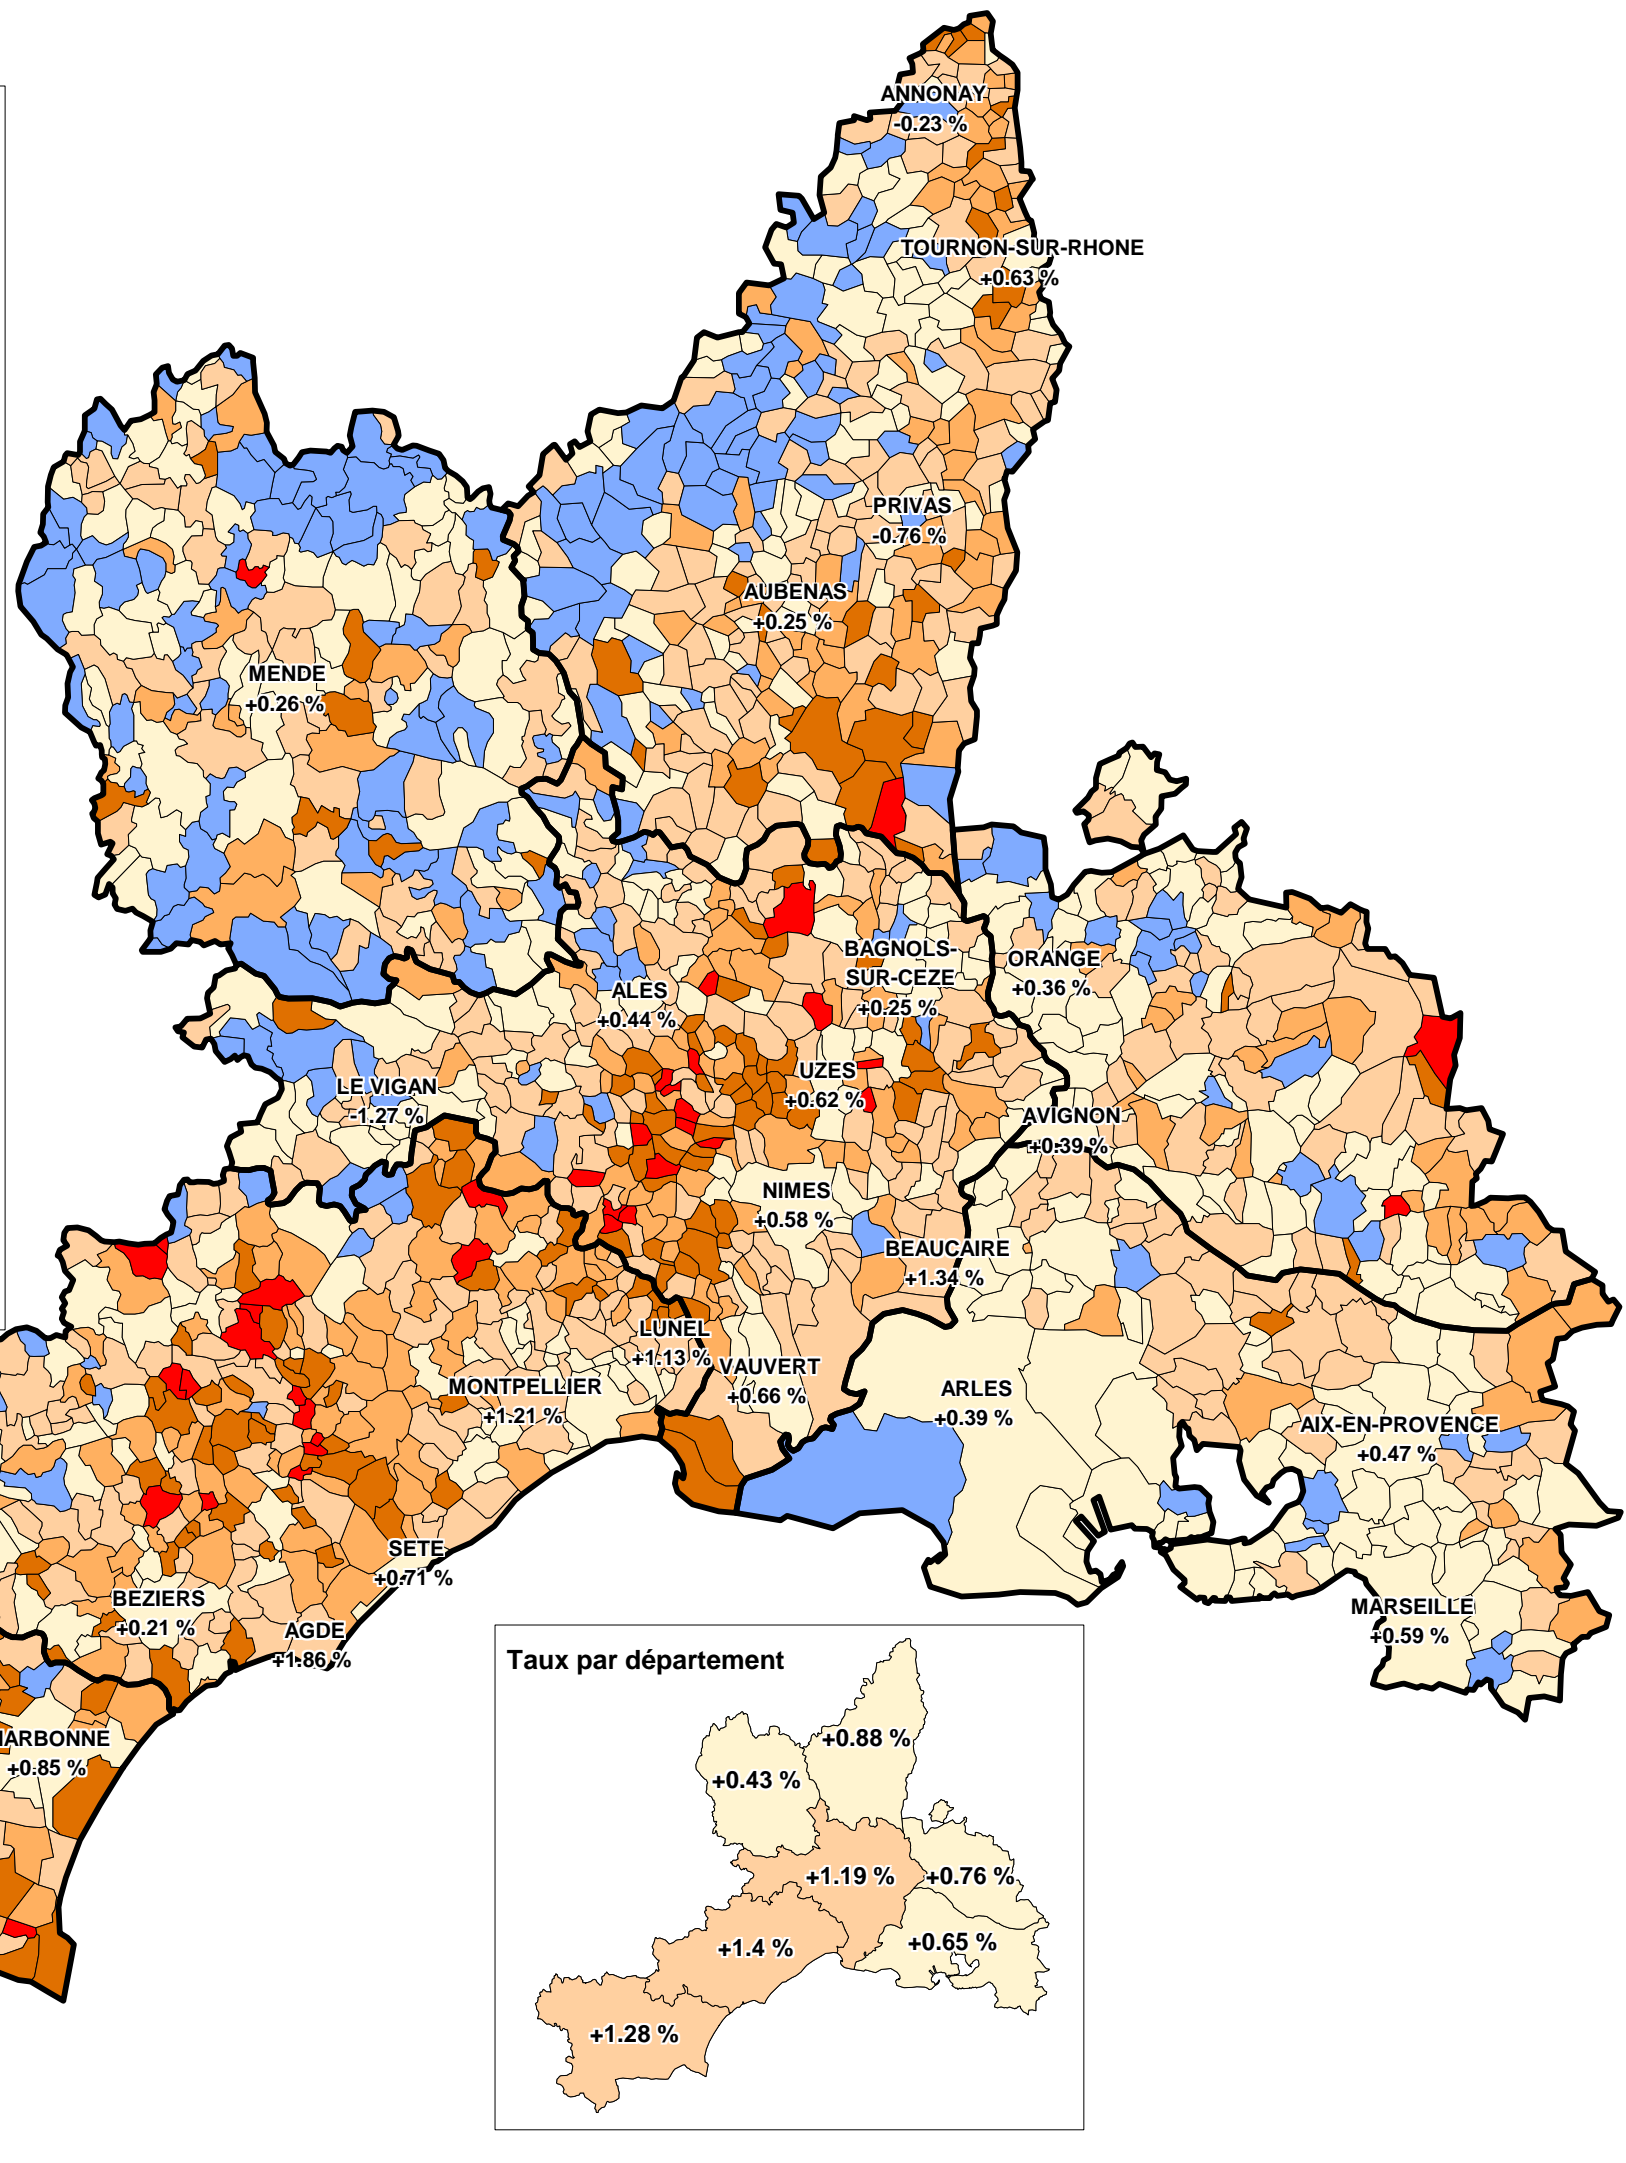 ANNONAY
-0.23 %
TOURNON-SUR-RHONE
+0.63 %
PRIVAS
-0.76 %
AUBENAS
+0.25 %
MENDE
+0.26 %
BAGNOLS-
SUR-CEZE
+0.25 %
ORANGE
+0.36 %
ALES
+0.44 %
UZES
+0.62 %
LE VIGAN
-1.27 %
AVIGNON
+0.39 %
NIMES
+0.58 %
BEAUCAIRE
+1.34 %
LUNEL
+1.13 %
VAUVERT
+0.66 %
MONTPELLIER
+1.21 %
ARLES
+0.39 %
AIX-EN-PROVENCE
+0.47 %
SETE
+0.71 %
BEZIERS
+0.21 %
AGDE
+1.86 %
MARSEILLE
+0.59 %
ARBONNE
+0.85 %
Taux par département
+0.88 %
+0.43 %
+1.19 %
+0.76 %
+1.4 %
+0.65 %
+1.28 %